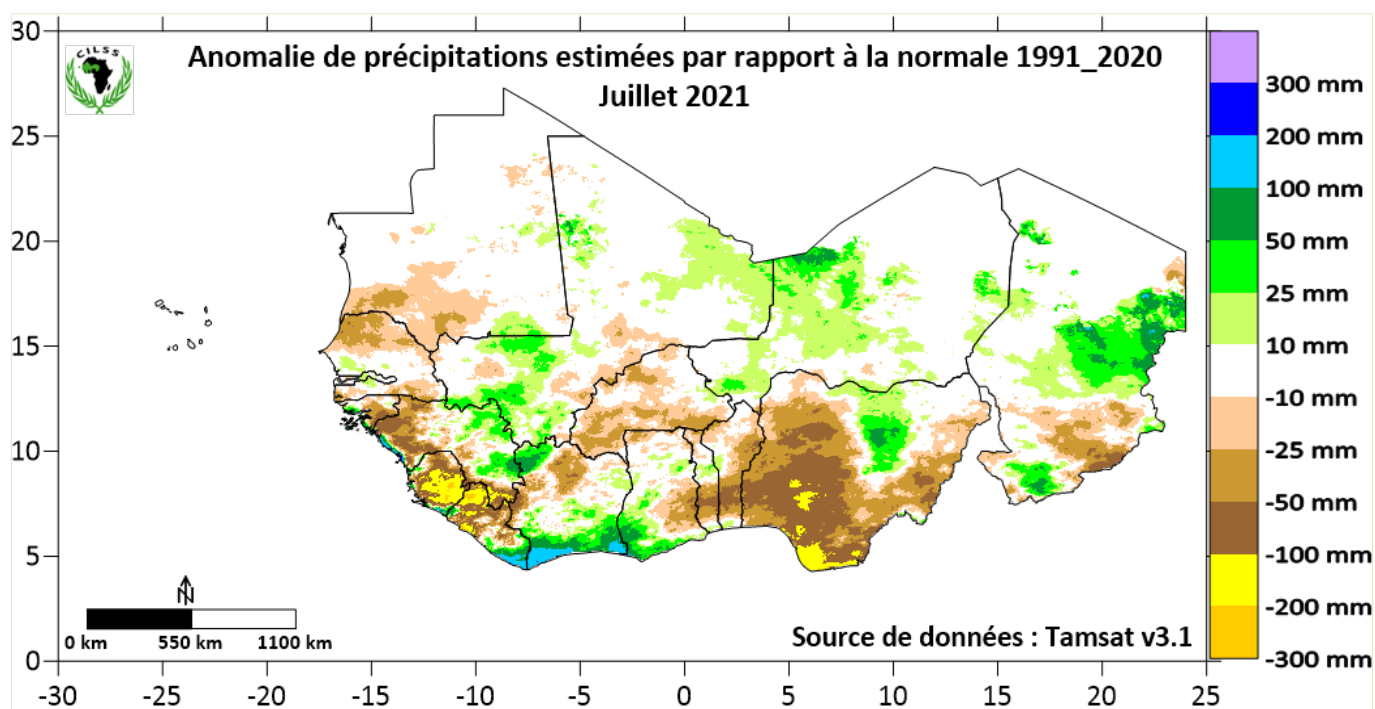 CILSS
Anomalie de précipitations estimées par rapport à la normale 1991_2020
Juillet 2021
30
25
20
15
10
5
0
-30
-25
-20
-15
-10
-5
0
5
10
15
20
25
300 mm
200 mm
100 mm
50 mm
25 mm
10 mm
-10 mm
-25 mm
-50 mm
-100 mm
-200 mm
-300 mm
N
0 km
550 km
1100 km
Source de données : Tamsat v3.1